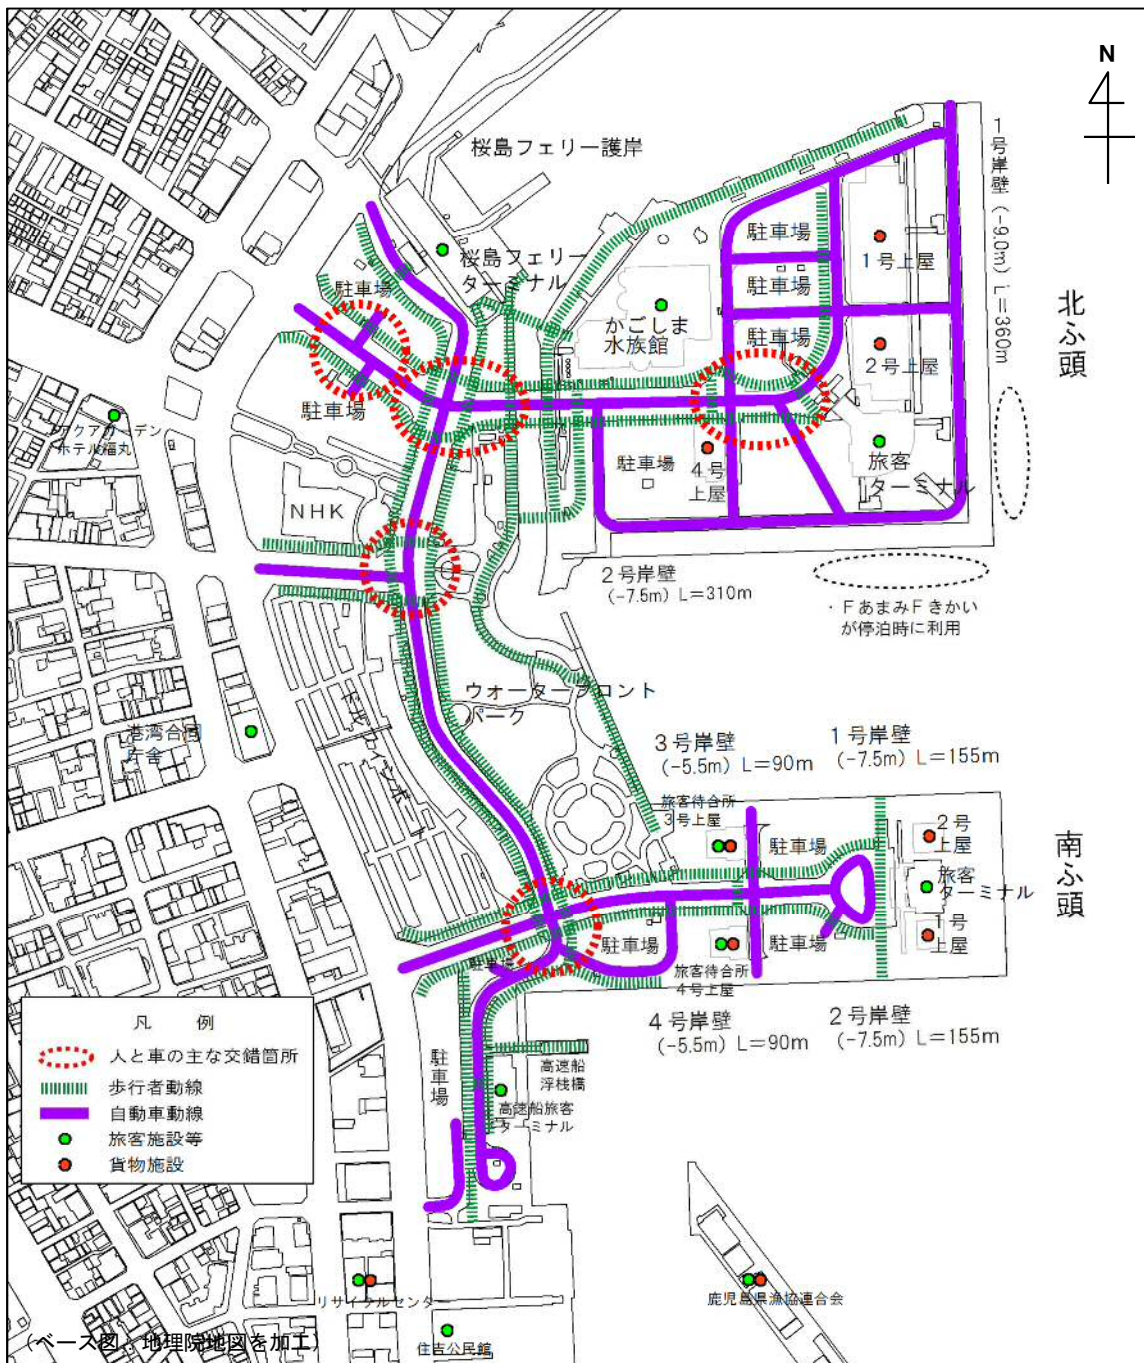 N
桜島フェリー護岸
1号岸壁(-9.0m) L=360m
北ふ頭
桜島フェリー
ターミナル
駐車場
駐車場
1号上屋
駐車場
駐車場
かごしま
水族館
2号上屋
駐車場
アクアガーデン
ホテル福丸
駐車場
4号
上屋
旅客
ターミナル
NHK
2号岸壁
(-7.5m) L=310m
・FあまみFきかい
が停泊時に利用
ウォーターフロント
パーク
港湾合同
庁舎
3号岸壁
(-5.5m) L=90m
1号岸壁
(-7.5m) L=155m
旅客待合所
3号上屋
駐車場
2号
上屋
南ふ頭
旅客
ターミナル
駐車場
駐車場
1号
上屋
駐車場
旅客待合所
4号上屋
4号岸壁
(-5.5m) L=90m
2号岸壁
(-7.5m) L=155m
駐車場
高速船
浮桟橋
高速船旅客
ターミナル
凡 例
人と車の主な交錯箇所
歩行者動線
自動車動線
旅客施設等
貨物施設
リサイクルセンター
鹿児島県漁協連合会
住吉公民館
(ベース図:地理院地図を加工)